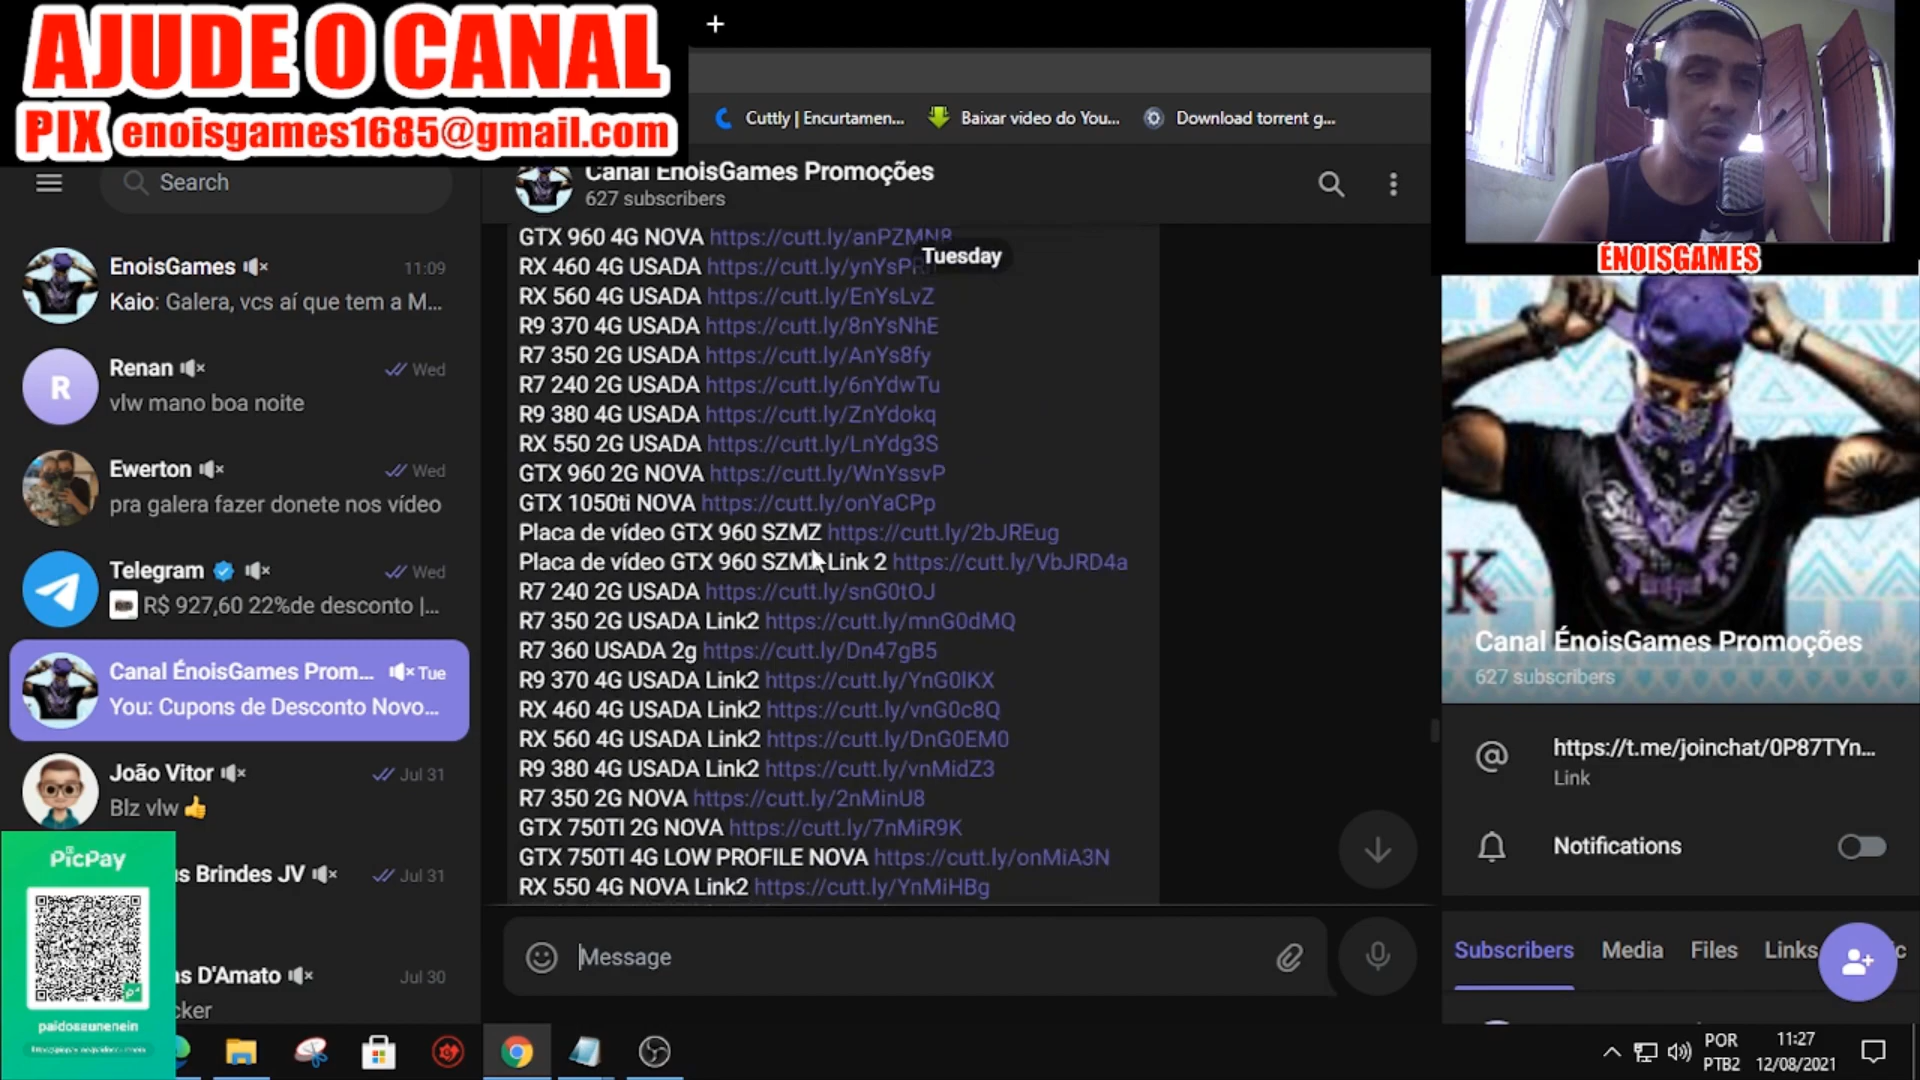 AJUDE O CANAL
PIX enoisgames1685@gmail.com
Cuttly | Encurtamen...
Baixar video do You...
Download torrent g...
ÉNOISGAMES
Search
Canal ÉnoisGames Promoções
627 subscribers
Tuesday
EnoisGames
11:09
Kaio: Galera, vcs aí que tem a M...
R
Renan
Wed
vlw mano boa noite
Ewerton
Wed
pra galera fazer donete nos vídeo
Telegram
Wed
R$ 927,60 22%de desconto |...
Canal ÉnoisGames Prom...
Tue
You: Cupons de Desconto Novo...
João Vitor
Jul 31
Blz vlw 👍
s Brindes JV
Jul 31
as D'Amato
Jul 30
cker
PicPay
paidosaunenein
GTX 960 4G NOVA https://cutt.ly/anPZMN8
RX 460 4G USADA https://cutt.ly/ynYsP
RX 560 4G USADA https://cutt.ly/EnYsLvZ
R9 370 4G USADA https://cutt.ly/8nYsNhE
R7 350 2G USADA https://cutt.ly/AnYs8fy
R7 240 2G USADA https://cutt.ly/6nYdwTu
R9 380 4G USADA https://cutt.ly/ZnYdokq
RX 550 2G USADA https://cutt.ly/LnYdg3S
GTX 960 2G NOVA https://cutt.ly/WnYssvP
GTX 1050ti NOVA https://cutt.ly/onYaCPp
Placa de vídeo GTX 960 SZMZ https://cutt.ly/2bJREug
Placa de vídeo GTX 960 SZMZ Link 2 https://cutt.ly/VbJRD4a
R7 240 2G USADA https://cutt.ly/snG0tOJ
R7 350 2G USADA Link2 https://cutt.ly/mnG0dMQ
R7 360 USADA 2g https://cutt.ly/Dn47gB5
R9 370 4G USADA Link2 https://cutt.ly/YnG0lKX
RX 460 4G USADA Link2 https://cutt.ly/vnG0c8Q
RX 560 4G USADA Link2 https://cutt.ly/DnG0EM0
R9 380 4G USADA Link2 https://cutt.ly/vnMidZ3
R7 350 2G NOVA https://cutt.ly/2nMinU8
GTX 750TI 2G NOVA https://cutt.ly/7nMiR9K
GTX 750TI 4G LOW PROFILE NOVA https://cutt.ly/onMiA3N
RX 550 4G NOVA Link2 https://cutt.ly/YnMiHBg
Message
K
Canal ÉnoisGames Promoções
627 subscribers
https://t.me/joinchat/0P87TYn...
Link
Notifications
Subscribers
Media
Files
Links
c
POR
PTB2
11:27
12/08/2021